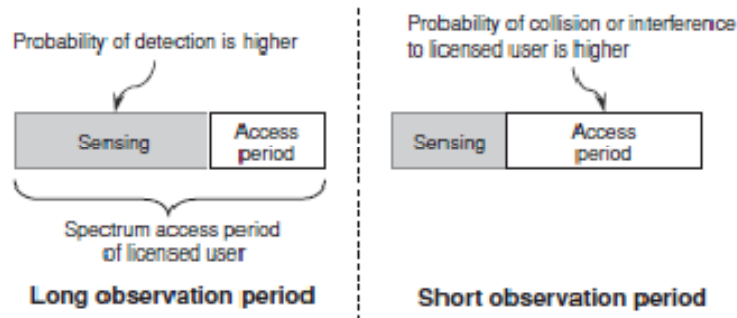 Probability of detection is higher
Sensing
Access
period
Spectrum access period
of licensed user
Long observation period
Probability of collision or interference
to licensed user is higher
Sensing
Access
period
Short observation period